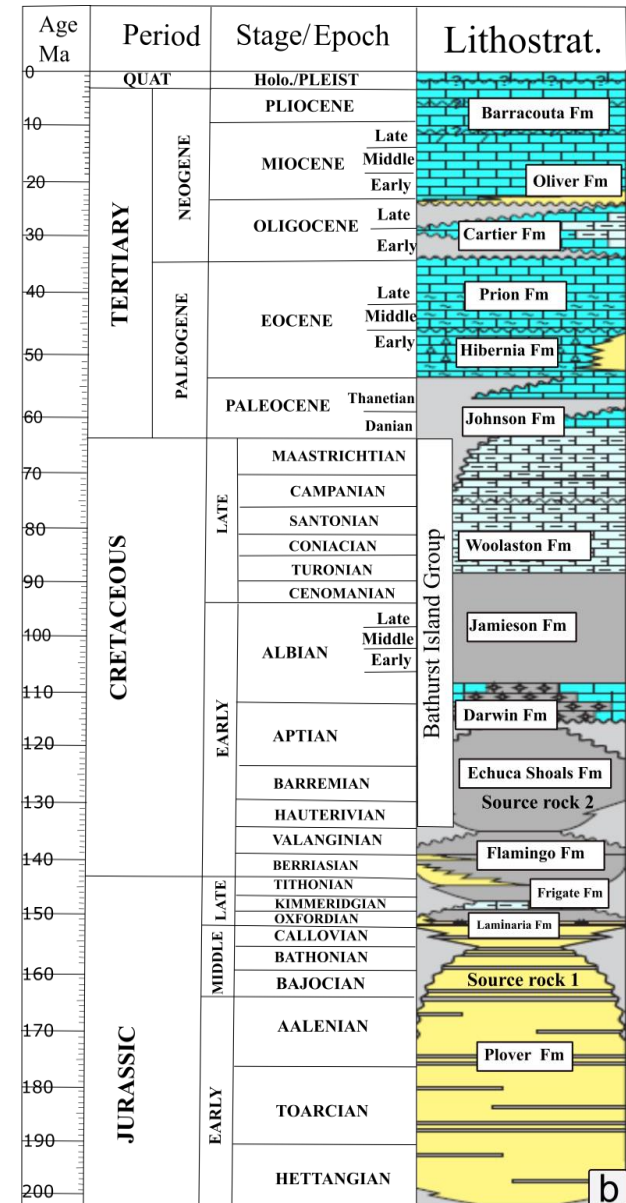 Age Ma
Period
Stage/Epoch
Lithostrat.
0
10
20
30
40
50
60
70
80
90
100
110
120
130
140
150
160
170
180
190
200
QUAT
TERTIARY
NEOGENE
PALEOGENE
CRETACEOUS
LATE
EARLY
JURASSIC
LATE
MIDDLE
EARLY
Holo./PLEIST
PLIOCENE
MIOCENE
Late
Middle
Early
OLIGOCENE
Late
Early
EOCENE
Late
Middle
Early
PALEOCENE
Thanetian
Danian
MAASTRICHTIAN
CAMPANIAN
SANTONIAN
CONIACIAN
TURONIAN
CENOMANIAN
ALBIAN
Late
Middle
Early
APTIAN
BARREMIAN
HAUTERIVIAN
VALANGINIAN
BERRIASIAN
TITHONIAN
KIMMERIDGIAN
OXFORDIAN
CALLOVIAN
BATHONIAN
BAJOCIAN
AALENIAN
TOARCIAN
HETTANGIAN
Bathurst Island Group
? ? ?
Barracouta Fm
? ?
Oliver Fm
Cartier Fm
Prion Fm
Hibernia Fm
Johnson Fm
Woolaston Fm
Jamieson Fm
Darwin Fm
Echuca Shoals Fm
Source rock 2
Flamingo Fm
Frigate Fm
Laminaria Fm
Source rock 1
Plover Fm
b